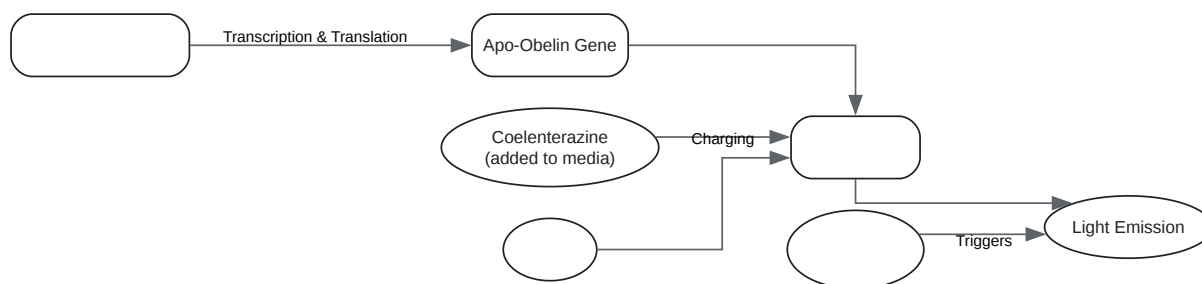 Transcription & Translation
Apo-Obelin Gene
Coelenterazine
(added to media)
Charging
Light Emission
Triggers